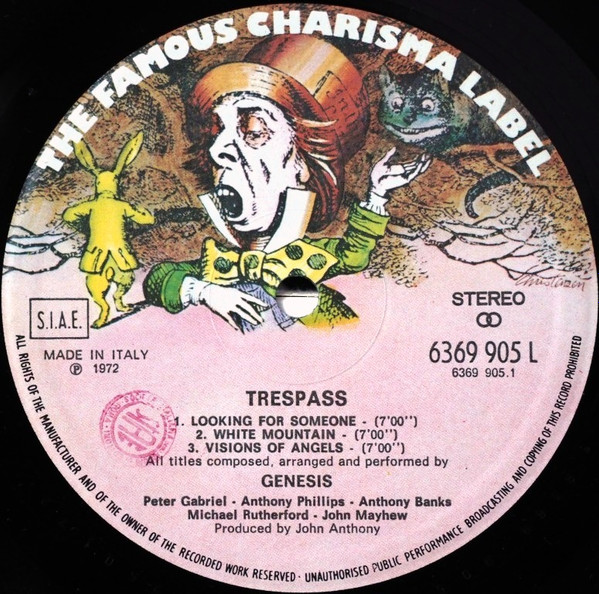 THE FAMOUS CHARISMA LABEL
STEREO
S.I.A.E.
MADE IN ITALY
℗ 1972
6369 905 L
6369 905.1
TRESPASS
1. LOOKING FOR SOMEONE - (7'00'')
2. WHITE MOUNTAIN - (7'00'')
3. VISIONS OF ANGELS - (7'00'')
All titles composed, arranged and performed by
GENESIS
Peter Gabriel - Anthony Phillips - Anthony Banks
Michael Rutherford - John Mayhew
Produced by John Anthony
ALL RIGHTS OF THE MANUFACTURER AND OF THE OWNER OF THE RECORDED WORK RESERVED - UNAUTHORISED PUBLIC PERFORMANCE BROADCASTING AND COPYING OF THIS RECORD PROHIBITED